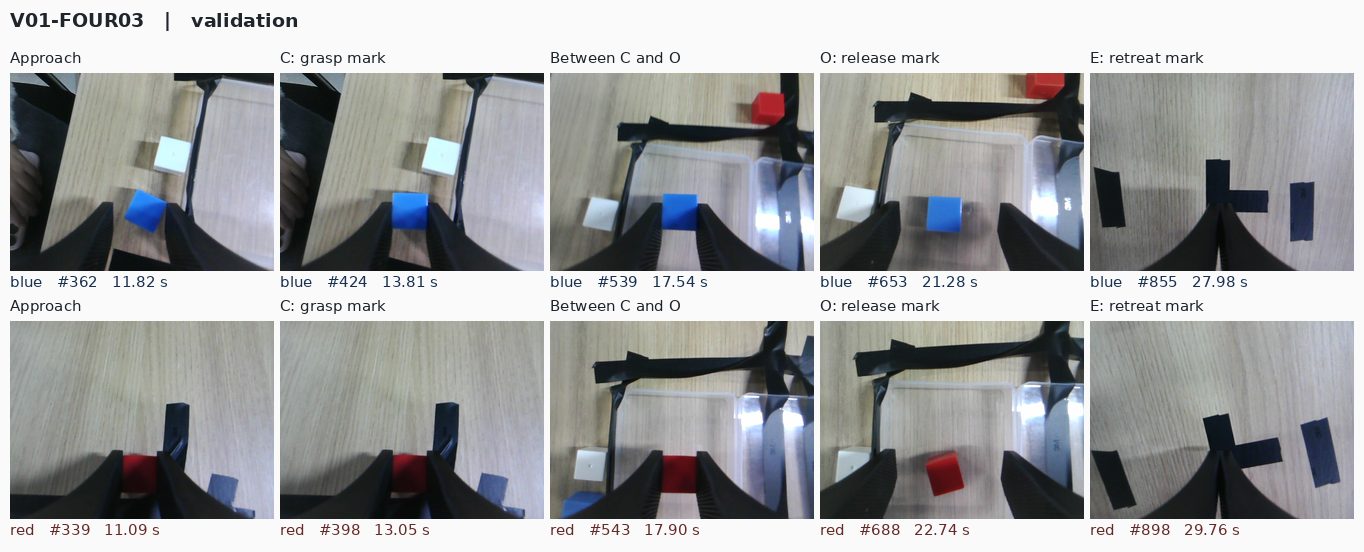 V01-FOUR03 | validation
Approach C: grasp mark Between C and O O: release mark E: retreat mark
blue #362 11.82 s blue #424 13.81 s blue #539 17.54 s blue #653 21.28 s blue #855 27.98 s
Approach C: grasp mark Between C and O O: release mark E: retreat mark
red #339 11.09 s red #398 13.05 s red #543 17.90 s red #688 22.74 s red #898 29.76 s